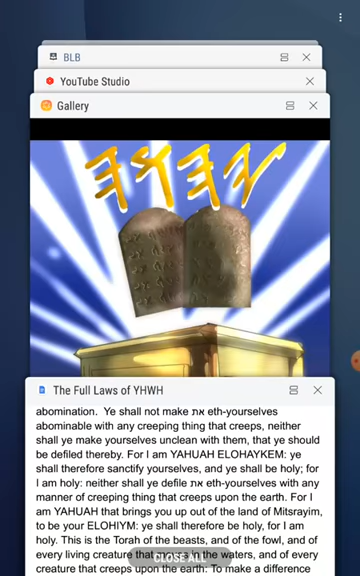 BLB
YouTube Studio
Gallery
𐤉𐤄𐤅𐤄
The Full Laws of YHWH
abomination.  Ye shall not make את eth-yourselves
abominable with any creeping thing that creeps, neither
shall ye make yourselves unclean with them, that ye should
be defiled thereby. For I am YAHUAH ELOHAYKEM: ye
shall therefore sanctify yourselves, and ye shall be holy; for
I am holy: neither shall ye defile את eth-yourselves with any
manner of creeping thing that creeps upon the earth. For I
am YAHUAH that brings you up out of the land of Mitsrayim,
to be your ELOHIYM: ye shall therefore be holy, for I am
holy. This is the Torah of the beasts, and of the fowl, and of
every living creature that moves in the waters, and of every
CLOSE ALL
creature that creeps upon the earth: To make a difference